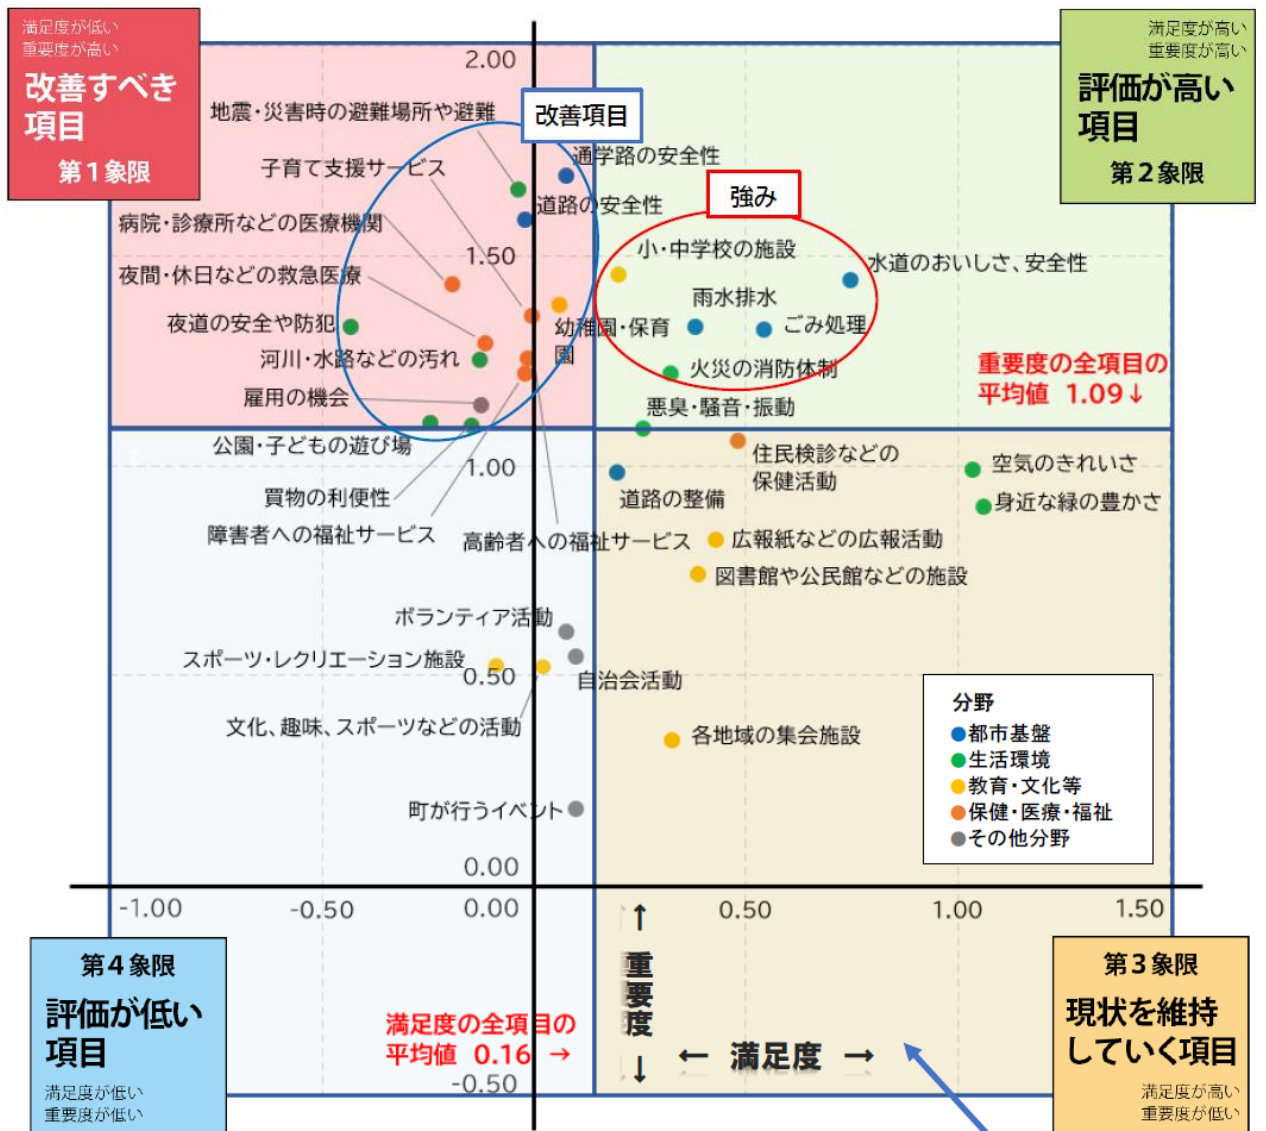 満足度が低い
重要度が高い
改善すべき
項目
第1象限
満足度が高い
重要度が高い
評価が高い
項目
第2象限
2.00
地震・災害時の避難場所や避難
改善項目
通学路の安全性
子育て支援サービス
強み
道路の安全性
病院・診療所などの医療機関
小・中学校の施設
1.50
水道のおいしさ、安全性
夜間・休日などの救急医療
雨水排水
夜道の安全や防犯
幼稚園・保育
園
ごみ処理
河川・水路などの汚れ
火災の消防体制
重要度の全項目の
平均値 1.09↓
雇用の機会
悪臭・騒音・振動
公園・子どもの遊び場
住民検診などの
保健活動
1.00
空気のきれいさ
買物の利便性
道路の整備
身近な緑の豊かさ
障害者への福祉サービス
高齢者への福祉サービス
広報紙などの広報活動
図書館や公民館などの施設
ボランティア活動
スポーツ・レクリエーション施設
0.50
自治会活動
文化、趣味、スポーツなどの活動
各地域の集会施設
分野
都市基盤
生活環境
教育・文化等
保健・医療・福祉
その他分野
町が行うイベント
0.00
-1.00
-0.50
0.00
0.50
1.00
1.50
↑
重
要
度
↓
← 満足度 →
満足度の全項目の
平均値 0.16 →
-0.50
第4象限
評価が低い
項目
満足度が低い
重要度が低い
第3象限
現状を維持
していく項目
満足度が高い
重要度が低い